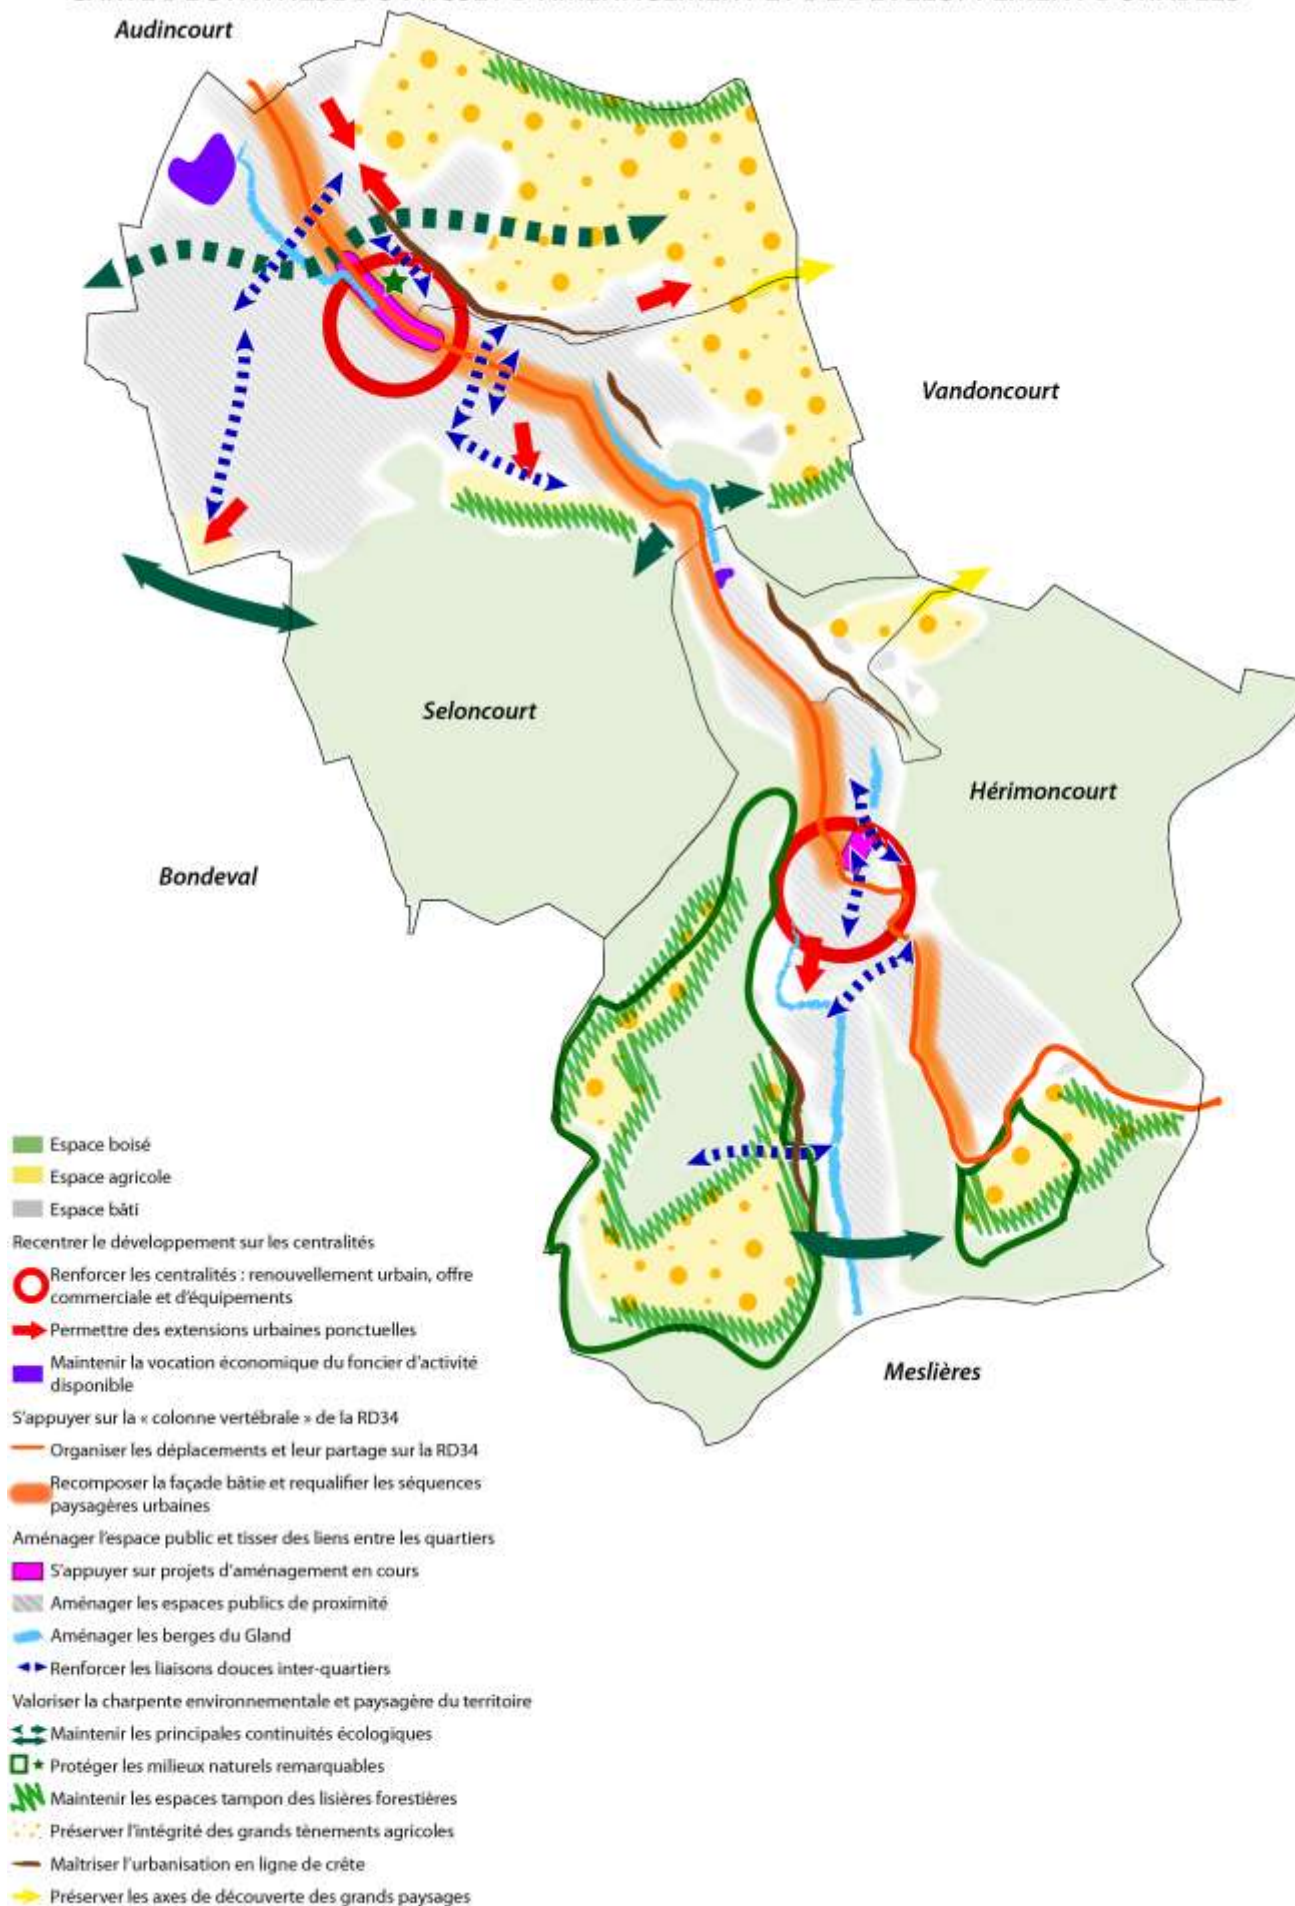 Audincourt
Vandoncourt
Seloncourt
Hérimoncourt
Bondeval
Meslières
Espace boisé
Espace agricole
Espace bâti
Recentrer le développement sur les centralités
Renforcer les centralités : renouvellement urbain, offre
commerciale et d'équipements
Permettre des extensions urbaines ponctuelles
Maintenir la vocation économique du foncier d'activité
disponible
S'appuyer sur la « colonne vertébrale » de la RD34
Organiser les déplacements et leur partage sur la RD34
Recomposer la façade bâtie et requalifier les séquences
paysagères urbaines
Aménager l'espace public et tisser des liens entre les quartiers
S'appuyer sur projets d'aménagement en cours
Aménager les espaces publics de proximité
Aménager les berges du Gland
Renforcer les liaisons douces inter-quartiers
Valoriser la charpente environnementale et paysagère du territoire
Maintenir les principales continuités écologiques
Protéger les milieux naturels remarquables
Maintenir les espaces tampon des lisières forestières
Préserver l'intégrité des grands tènements agricoles
Maîtriser l'urbanisation en ligne de crête
Préserver les axes de découverte des grands paysages